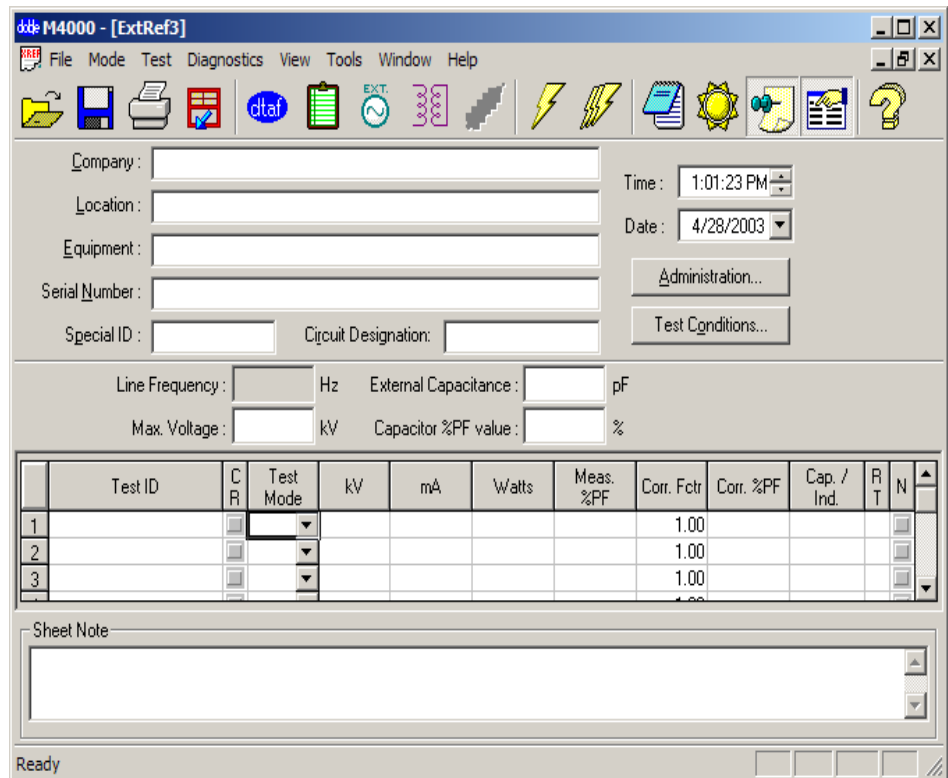 doble M4000 - [ExtRef3]
XREF File Mode Test Diagnostics View Tools Window Help
dtaf EXT.
Company :
Time : 1:01:23 PM
Location :
Date : 4/28/2003
Equipment :
Administration...
Serial Number :
Test Conditions...
Special ID : Circuit Designation:
Line Frequency : Hz External Capacitance : pF
Max. Voltage : kV Capacitor %PF value : %
Test ID C R Test Mode kV mA Watts Meas. %PF Corr. Fctr Corr. %PF Cap. / Ind. R T N
1 1.00
2 1.00
3 1.00
Sheet Note
Ready